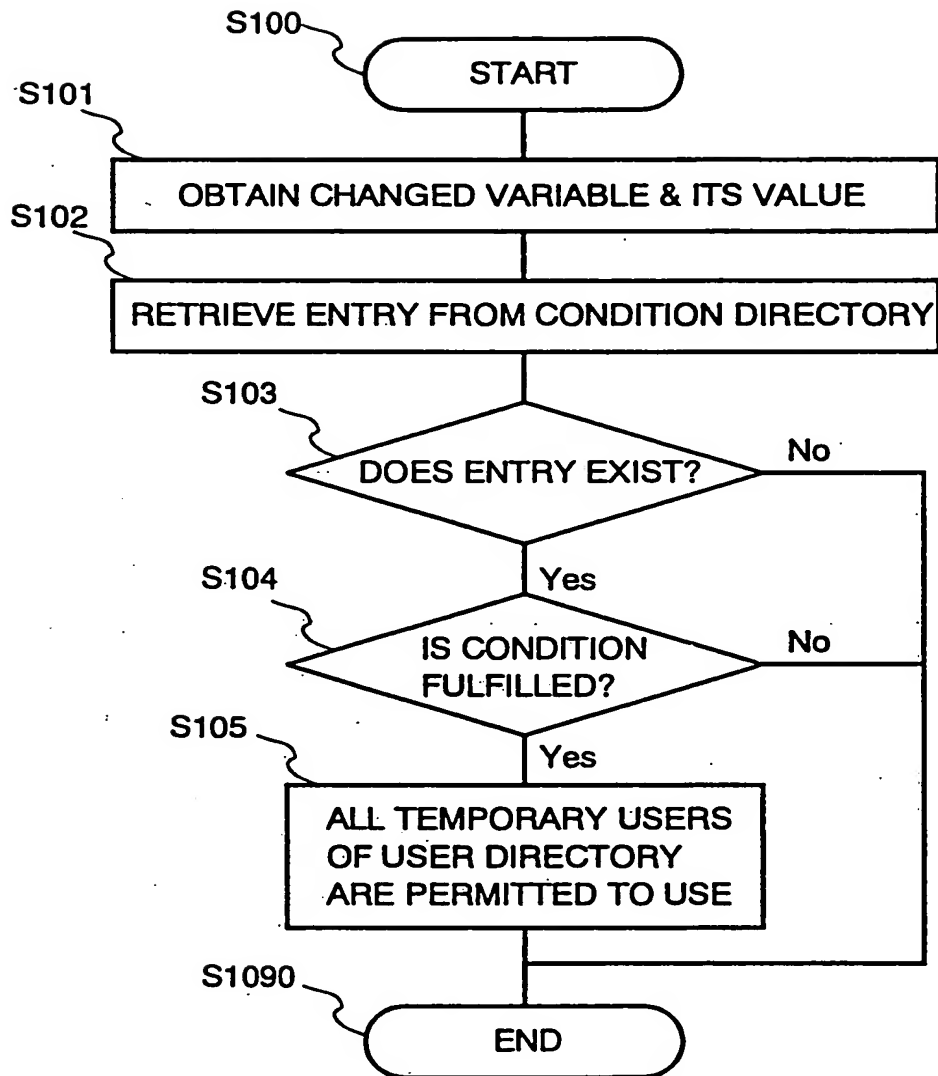 S100
START
S101
OBTAIN CHANGED VARIABLE & ITS VALUE
S102
RETRIEVE ENTRY FROM CONDITION DIRECTORY
S103
DOES ENTRY EXIST?
No
Yes
S104
IS CONDITION
FULFILLED?
No
Yes
S105
ALL TEMPORARY USERS
OF USER DIRECTORY
ARE PERMITTED TO USE
S1090
END